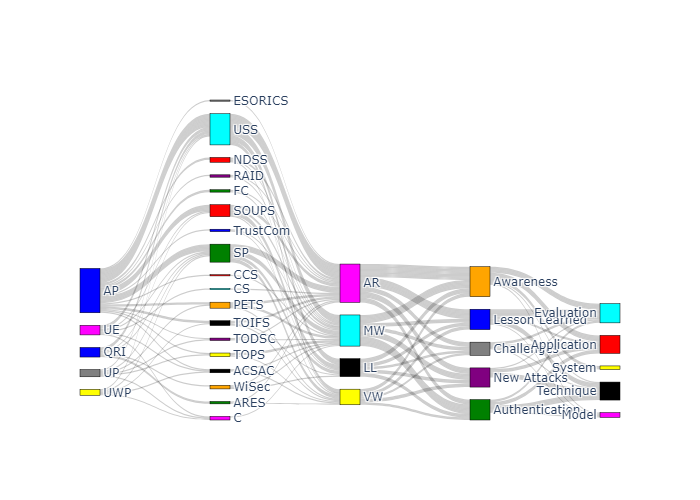 AP
UE
QRI
UP
UWP
ESORICS
USS
NDSS
RAID
FC
SOUPS
TrustCom
SP
CCS
CS
PETS
TOIFS
TODSC
TOPS
ACSAC
WiSec
ARES
C
AR
MW
LL
VW
Awareness
Lesson Learned
Challenges
New Attacks
Authentication
Evaluation
Application
System
Technique
Model